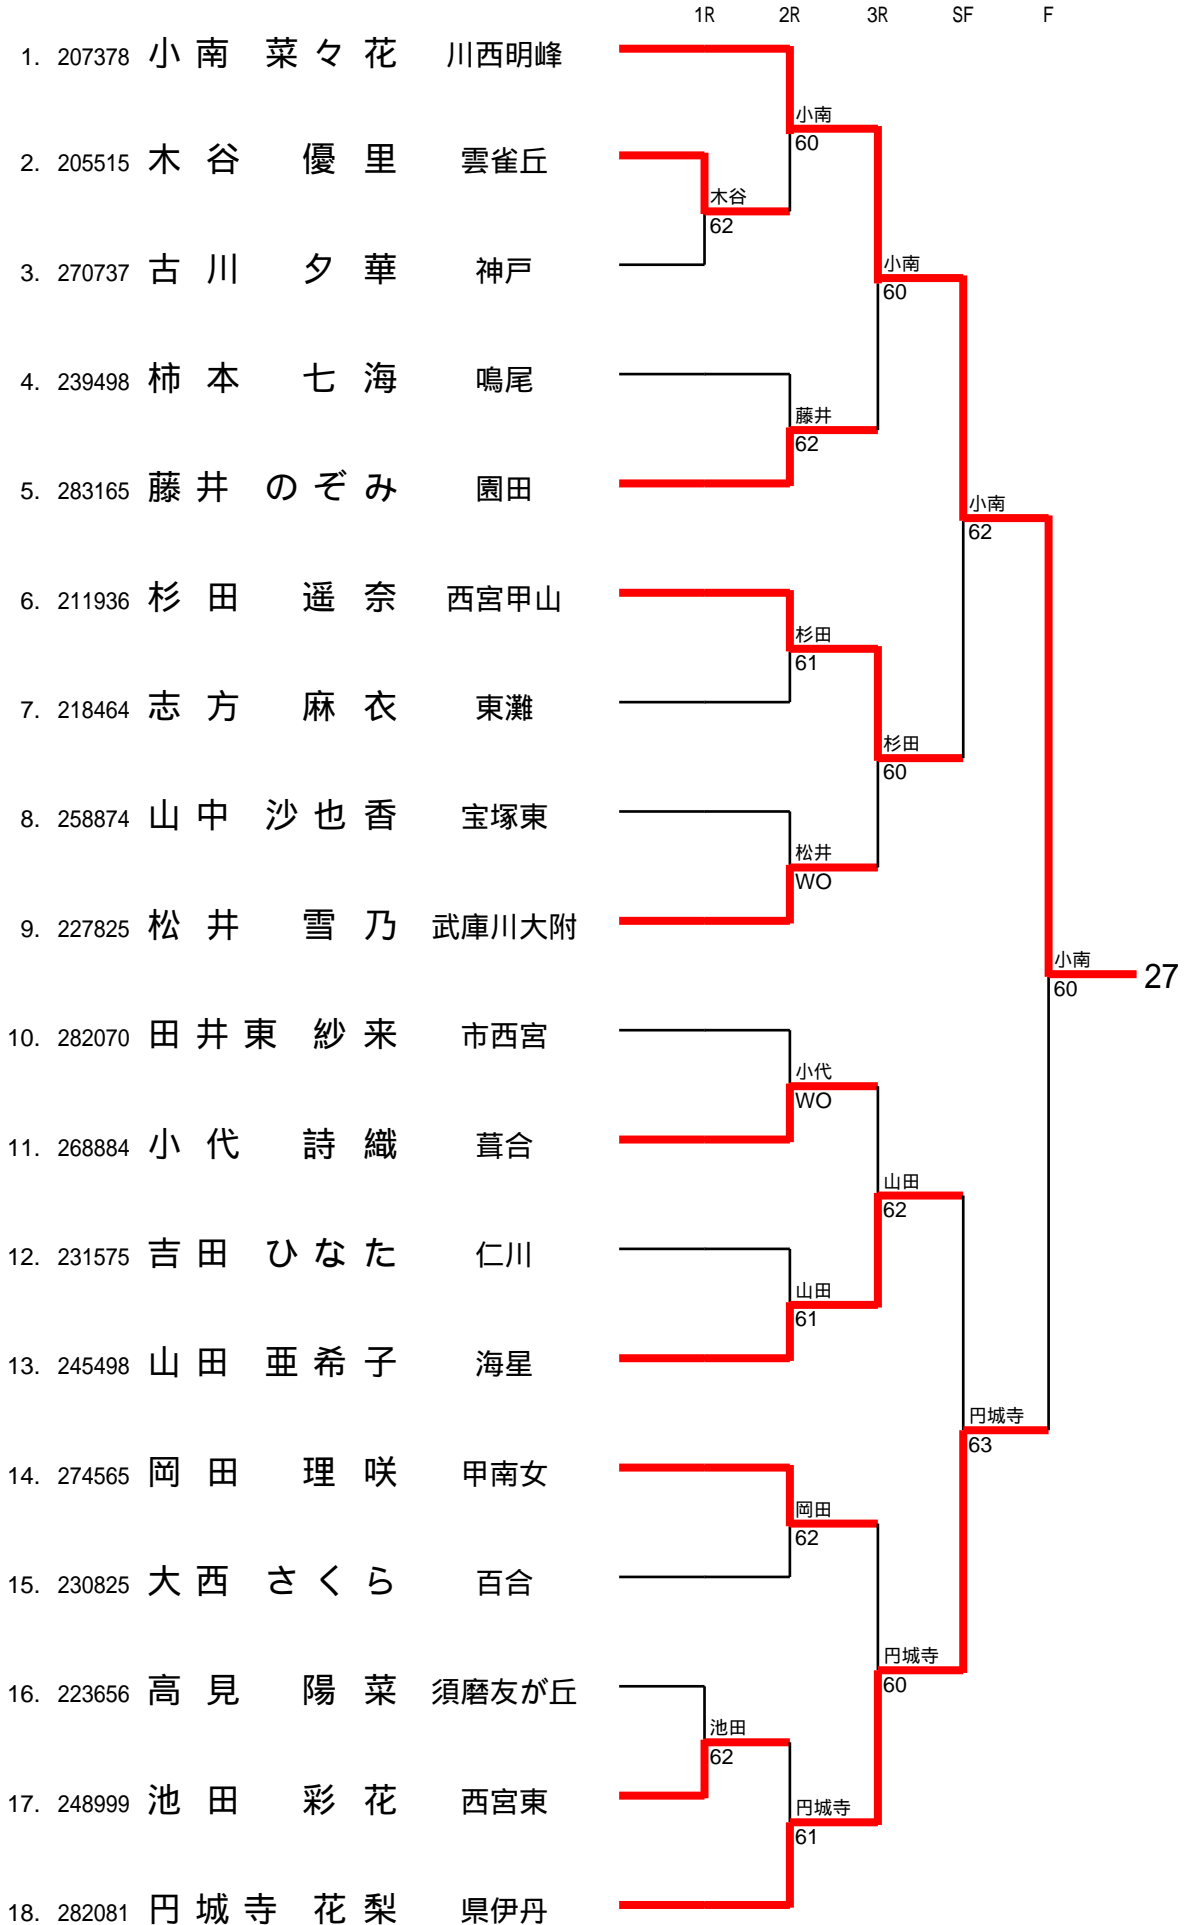 1R 2R 3R SF F
1. 207378 小南 菜々花 川西明峰
小南
60
2. 205515 木谷 優里 雲雀丘
木谷
62
3. 270737 古川 夕華 神戸
小南
60
4. 239498 柿本 七海 鳴尾
藤井
62
5. 283165 藤井 のぞみ 園田
小南
62
6. 211936 杉田 遥奈 西宮甲山
杉田
61
7. 218464 志方 麻衣 東灘
杉田
60
8. 258874 山中 沙也香 宝塚東
松井
WO
9. 227825 松井 雪乃 武庫川大附
小南
60
27
10. 282070 田井東 紗来 市西宮
小代
WO
11. 268884 小代 詩織 葺合
山田
62
12. 231575 吉田 ひなた 仁川
山田
61
13. 245498 山田 亜希子 海星
円城寺
63
14. 274565 岡田 理咲 甲南女
岡田
62
15. 230825 大西 さくら 百合
円城寺
60
16. 223656 高見 陽菜 須磨友が丘
池田
62
17. 248999 池田 彩花 西宮東
円城寺
61
18. 282081 円城寺 花梨 県伊丹